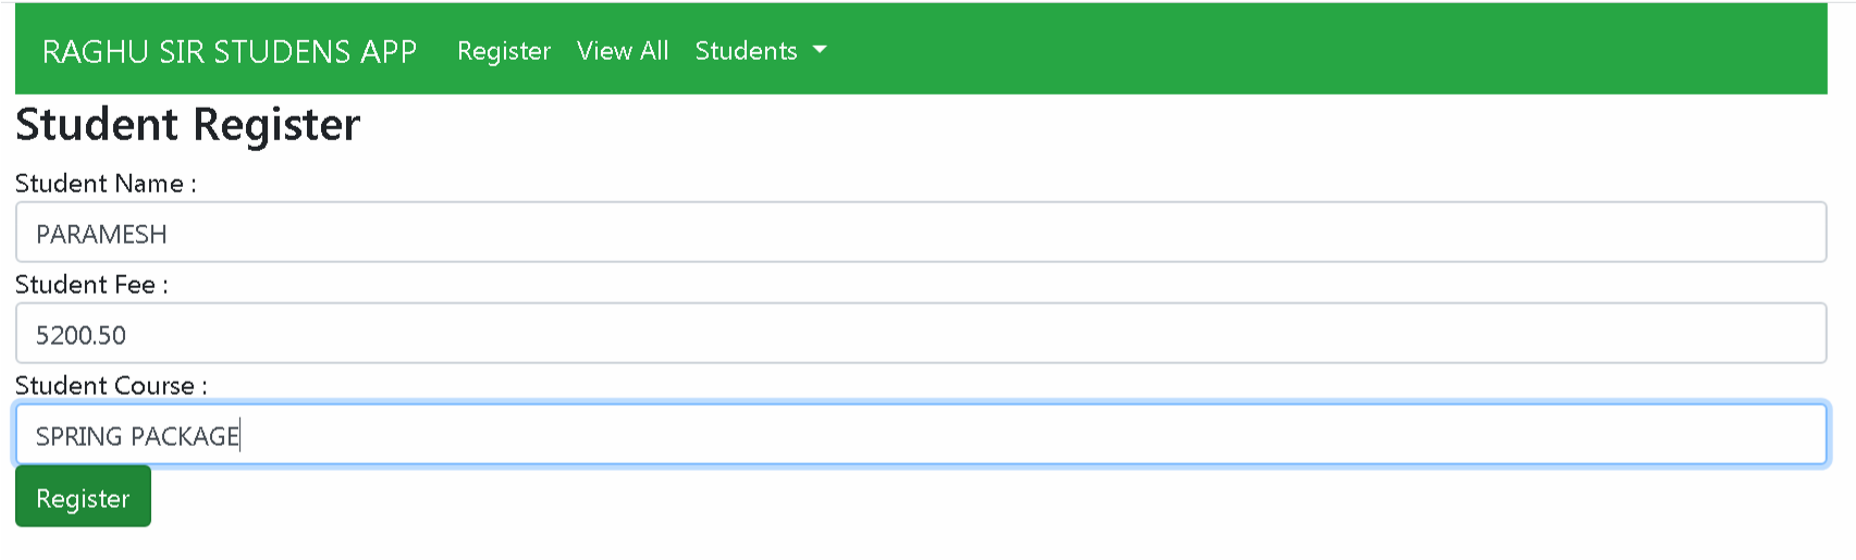 RAGHU SIR STUDENS APP Register View All Students
Student Register
Student Name :
PARAMESH
Student Fee :
5200.50
Student Course :
SPRING PACKAGE
Register